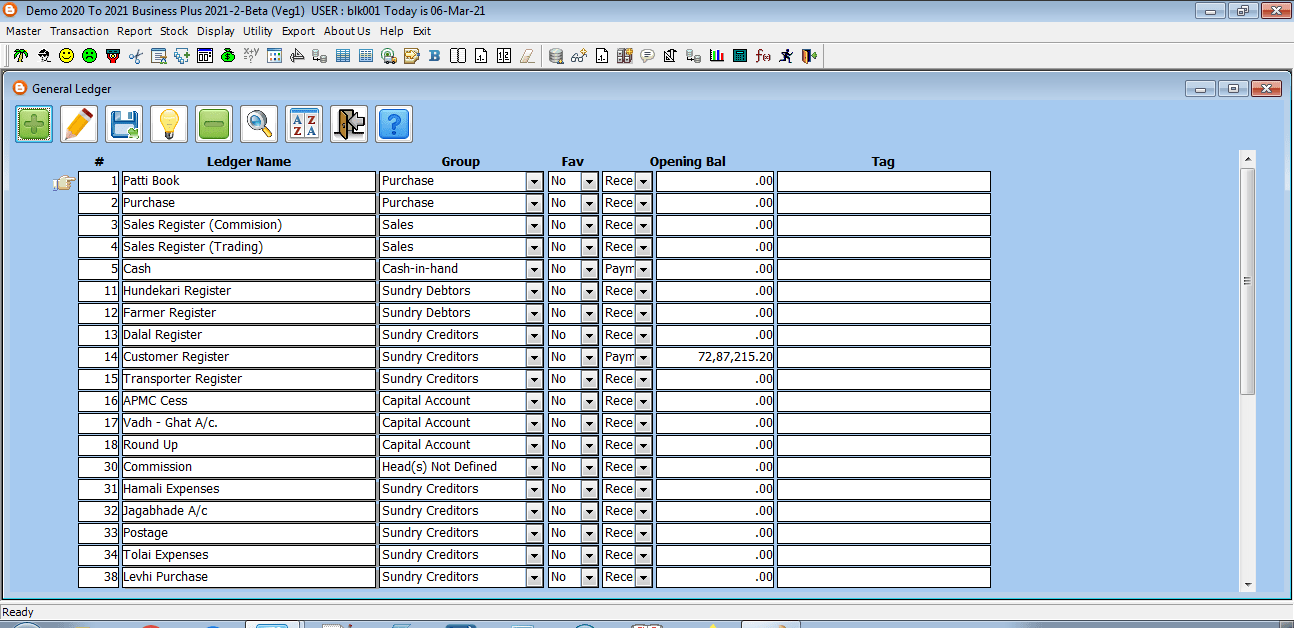 Demo 2020 To 2021 Business Plus 2021-2-Beta (Veg1) USER : blk001 Today is 06-Mar-21
Master Transaction Report Stock Display Utility Export About Us Help Exit
General Ledger
# Ledger Name Group Fav Opening Bal Tag
1 Patti Book Purchase No Rece .00
2 Purchase Purchase No Rece .00
3 Sales Register (Commision) Sales No Rece .00
4 Sales Register (Trading) Sales No Rece .00
5 Cash Cash-in-hand No Paym .00
11 Hundekari Register Sundry Debtors No Rece .00
12 Farmer Register Sundry Debtors No Rece .00
13 Dalal Register Sundry Creditors No Rece .00
14 Customer Register Sundry Creditors No Paym 72,87,215.20
15 Transporter Register Sundry Creditors No Rece .00
16 APMC Cess Capital Account No Rece .00
17 Vadh - Ghat A/c. Capital Account No Rece .00
18 Round Up Capital Account No Rece .00
30 Commission Head(s) Not Defined No Rece .00
31 Hamali Expenses Sundry Creditors No Rece .00
32 Jagabhade A/c Sundry Creditors No Rece .00
33 Postage Sundry Creditors No Rece .00
34 Tolai Expenses Sundry Creditors No Rece .00
38 Levhi Purchase Sundry Creditors No Rece .00
Ready